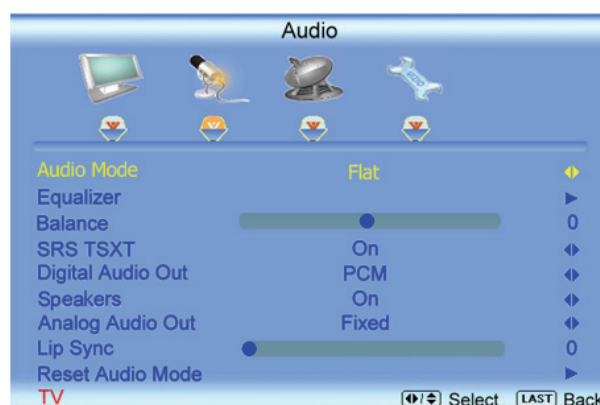 Audio
Audio Mode Flat
Equalizer
Balance 0
SRS TSXT On
Digital Audio Out PCM
Speakers On
Analog Audio Out Fixed
Lip Sync 0
Reset Audio Mode
TV Select LAST Back